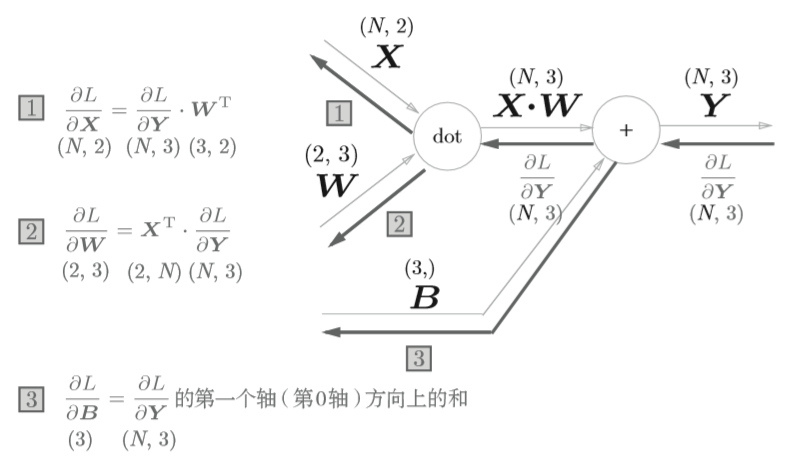 1 ∂L/∂X = ∂L/∂Y · W^T
(N, 2) (N, 3) (3, 2)
2 ∂L/∂W = X^T · ∂L/∂Y
(2, 3) (2, N) (N, 3)
3 ∂L/∂B = ∂L/∂Y 的第一个轴（第0轴）方向上的和
(3) (N, 3)
(N, 2)
X
1
(2, 3)
W
2
dot
(N, 3)
X·W
∂L/∂Y
(N, 3)
+
(N, 3)
Y
∂L/∂Y
(N, 3)
(3,)
B
3